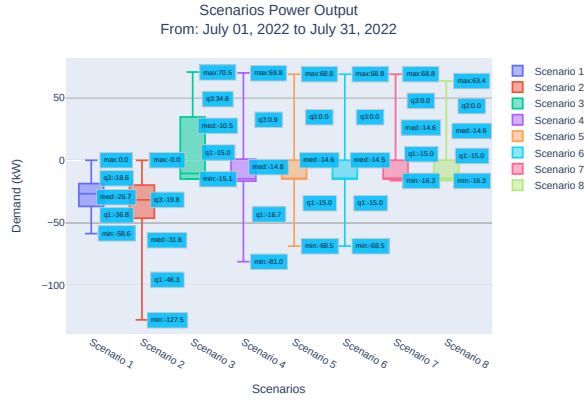 Scenarios Power Output
From: July 01, 2022 to July 31, 2022
Demand (kW)
50
0
−50
−100
max:0.0
q3:-18.6
med:-26.7
q1:-36.8
min:-58.6
max:-0.0
q3:-19.8
med:-31.6
q1:-46.3
min:-127.5
max:70.5
q3:34.6
med:-10.5
q1:-15.0
min:-15.1
max:69.8
q3:0.9
med:-14.8
q1:-16.7
min:-81.0
max:68.8
q3:0.0
med:-14.6
q1:-15.0
min:-68.5
max:68.8
q3:0.0
med:-14.5
q1:-15.0
min:-68.5
max:68.8
q3:0.0
med:-14.6
q1:-15.0
min:-16.3
max:63.4
q3:0.0
med:-14.6
q1:-15.0
min:-16.3
Scenario 1
Scenario 2
Scenario 3
Scenario 4
Scenario 5
Scenario 6
Scenario 7
Scenario 8
Scenarios
Scenario 1
Scenario 2
Scenario 3
Scenario 4
Scenario 5
Scenario 6
Scenario 7
Scenario 8